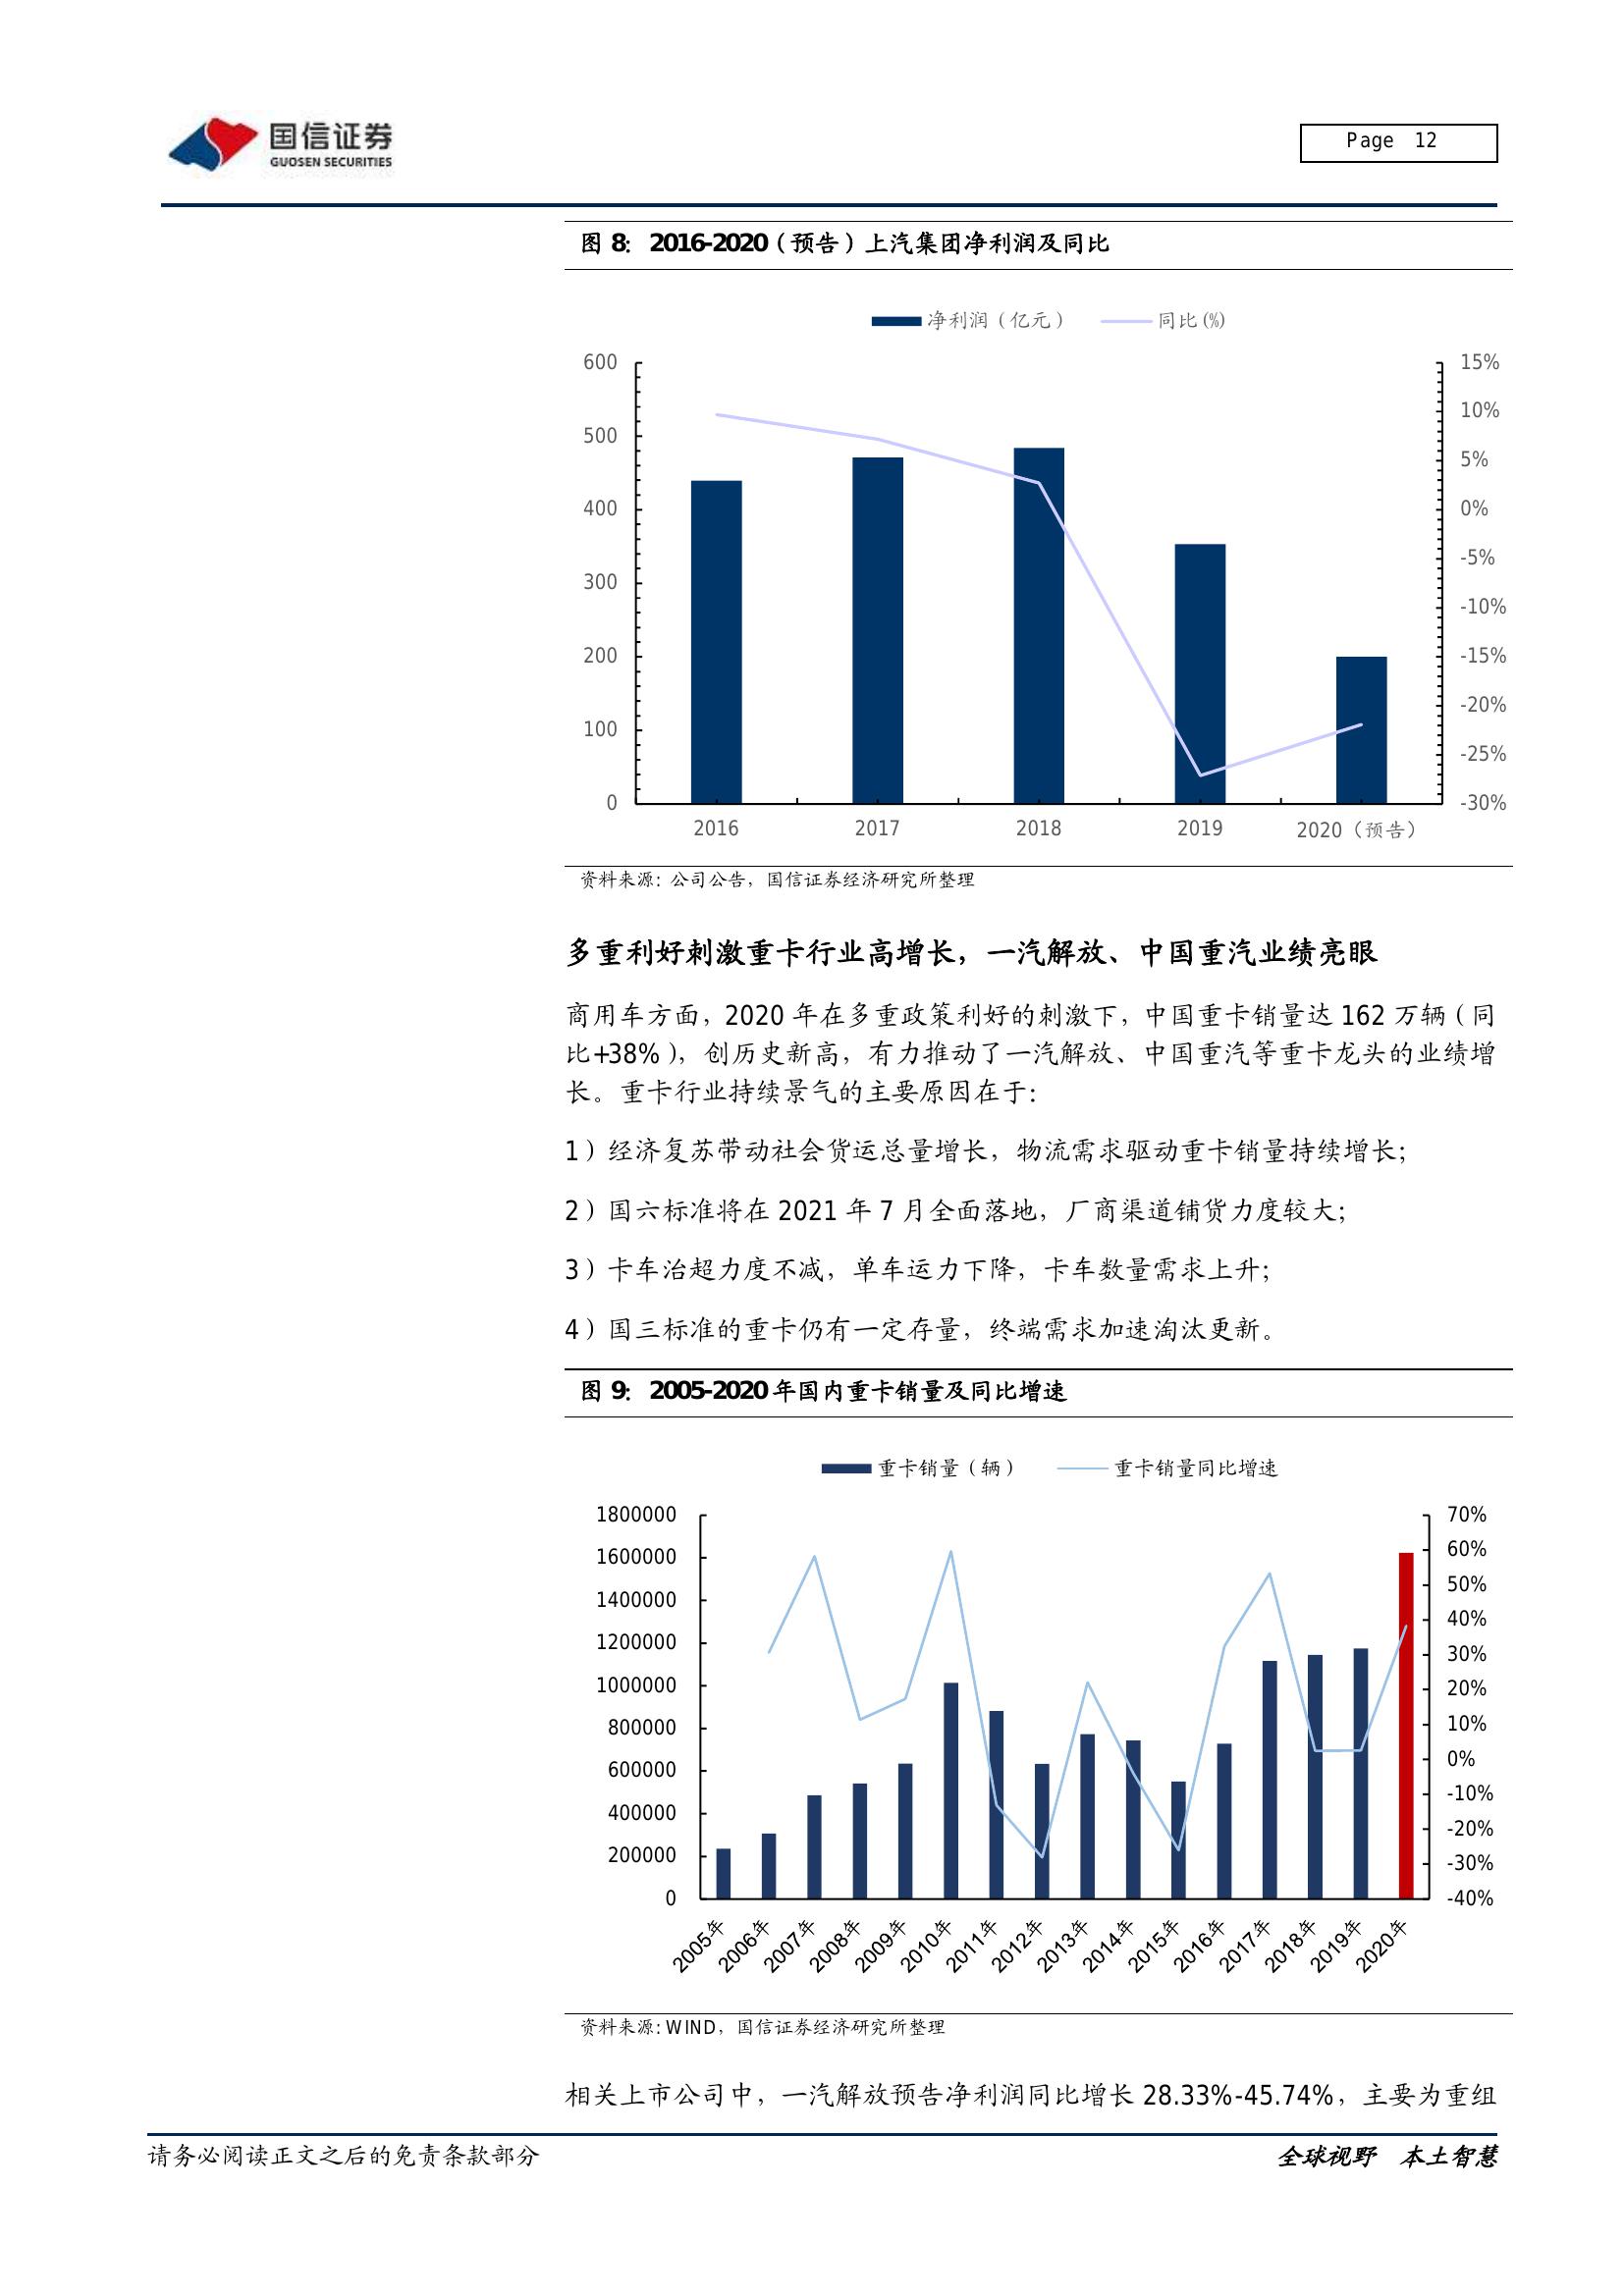 国信证券
GUOSEN SECURITIES
Page 12
图 8: 2016-2020（预告）上汽集团净利润及同比
净利润（亿元） 同比(%)
600 15%
500 10%
400 5%
300 0%
200 -5%
100 -10%
0 -15%
-20%
-25%
-30%
2016 2017 2018 2019 2020（预告）
资料来源：公司公告，国信证券经济研究所整理
多重利好刺激重卡行业高增长，一汽解放、中国重汽业绩亮眼
商用车方面，2020 年在多重政策利好的刺激下，中国重卡销量达 162 万辆（同
比+38%），创历史新高，有力推动了一汽解放、中国重汽等重卡龙头的业绩增
长。重卡行业持续景气的主要原因在于：
1）经济复苏带动社会货运总量增长，物流需求驱动重卡销量持续增长；
2）国六标准将在 2021 年 7 月全面落地，厂商渠道铺货力度较大；
3）卡车治超力度不减，单车运力下降，卡车数量需求上升；
4）国三标准的重卡仍有一定存量，终端需求加速淘汰更新。
图 9: 2005-2020 年国内重卡销量及同比增速
重卡销量（辆） 重卡销量同比增速
1800000 70%
1600000 60%
1400000 50%
1200000 40%
1000000 30%
800000 20%
600000 10%
400000 0%
200000 -10%
0 -20%
-30%
-40%
2005年 2006年 2007年 2008年 2009年 2010年 2011年 2012年 2013年 2014年 2015年 2016年 2017年 2018年 2019年 2020年
资料来源: WIND，国信证券经济研究所整理
相关上市公司中，一汽解放预告净利润同比增长 28.33%-45.74%，主要为重组
请务必阅读正文之后的免责条款部分
全球视野 本土智慧